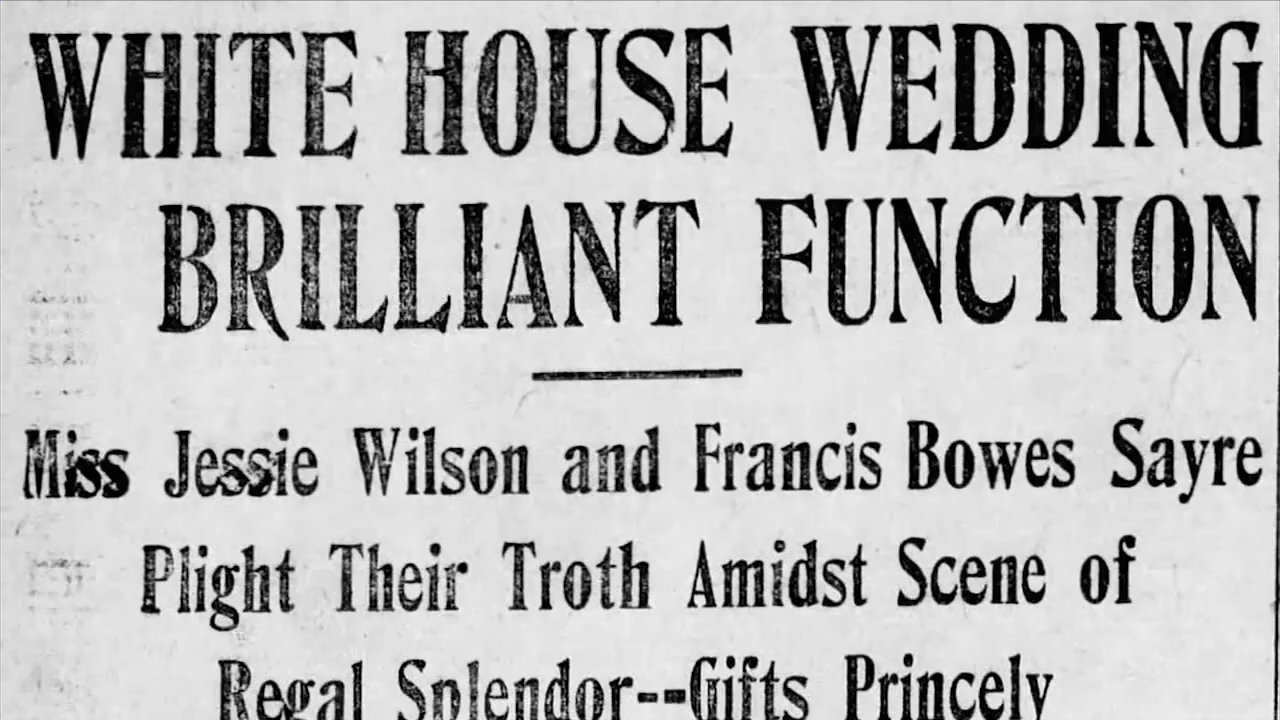 WHITE HOUSE WEDDING
BRILLIANT FUNCTION
Miss Jessie Wilson and Francis Bowes Sayre
Plight Their Troth Amidst Scene of
Regal Splendor--Gifts Princely